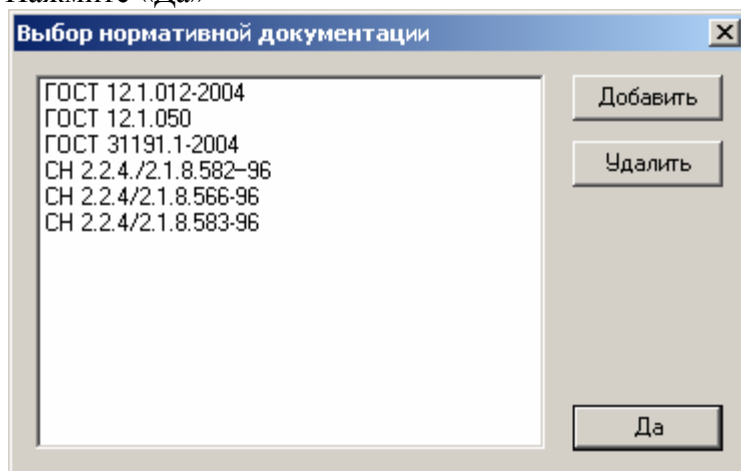 Нажмите «Да»
Выбор нормативной документации
ГОСТ 12.1.012-2004
ГОСТ 12.1.050
ГОСТ 31191.1-2004
СН 2.2.4./2.1.8.582–96
СН 2.2.4/2.1.8.566-96
СН 2.2.4/2.1.8.583-96
Добавить
Удалить
Да